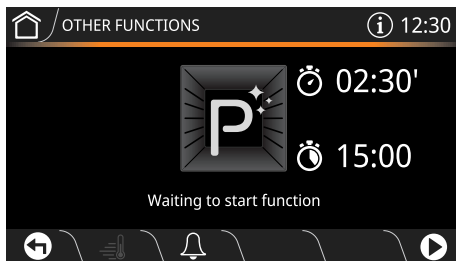 OTHER FUNCTIONS
i 12:30
P
02:30'
15:00
Waiting to start function